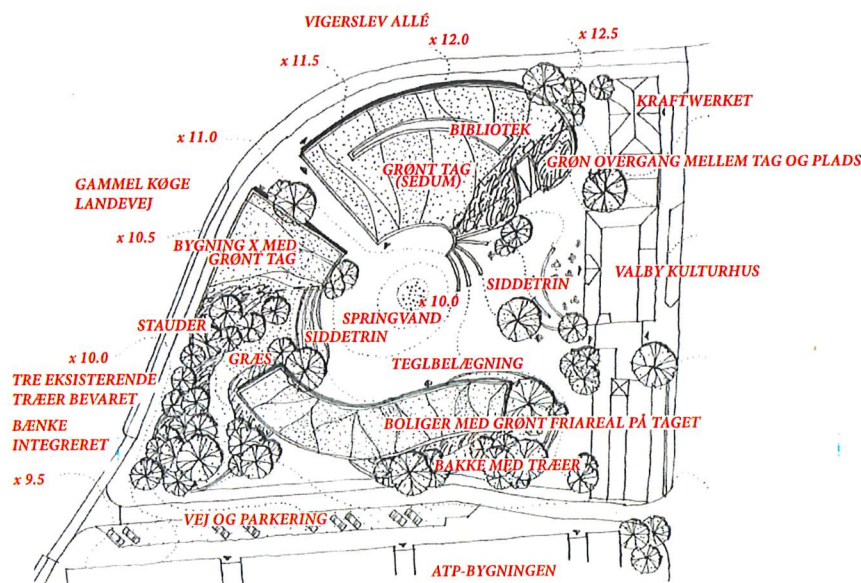 VIGERSLEV ALLÉ
x 12.0
x 12.5
x 11.5
KRAFTWERKET
x 11.0
BIBLIOTEK
GRØN OVERGANG MELLEM TAG OG PLADS
GRØNT TAG
(SEDUM)
GAMMEL KØGE
LANDEVEJ
x 10.5
BYGNING X MED
GRØNT TAG
VALBY KULTURHUS
SIDDETRIN
x 10.0
SPRINGVAND
STAUDER
SIDDETRIN
x 10.0
GRÆS
TEGLBELÆGNING
TRE EKSISTERENDE
TRÆER BEVARET
BÆNKE
INTEGRERET
BOLIGER MED GRØNT FRIAREAL PÅ TAGET
BAKKE MED TRÆER
x 9.5
VEJ OG PARKERING
ATP-BYGNINGEN